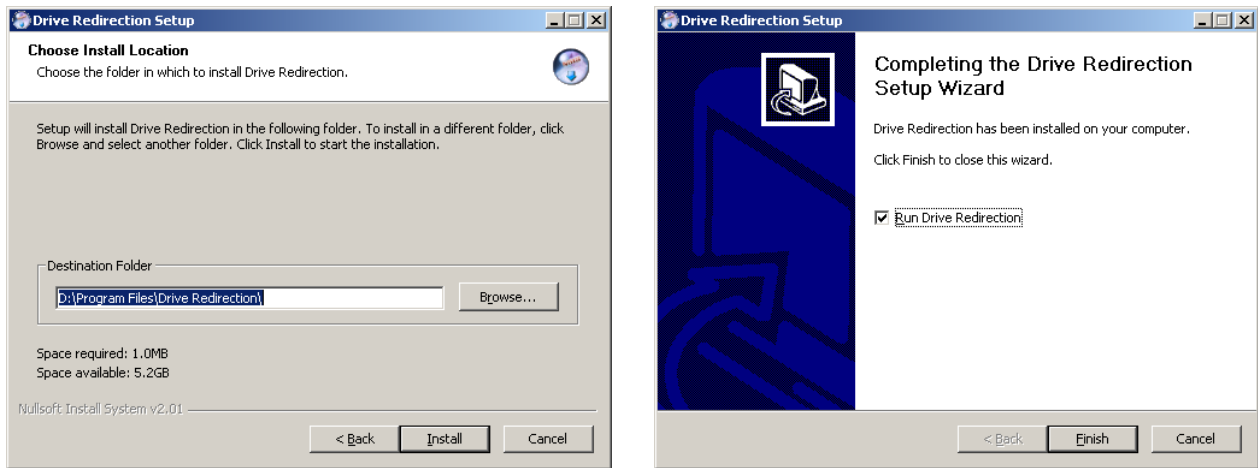 Drive Redirection Setup
Choose Install Location
Choose the folder in which to install Drive Redirection.
Setup will install Drive Redirection in the following folder. To install in a different folder, click
Browse and select another folder. Click Install to start the installation.
Destination Folder
D:\Program Files\Drive Redirection\
Browse...
Space required: 1.0MB
Space available: 5.2GB
Nullsoft Install System v2.01
< Back
Install
Cancel
Drive Redirection Setup
Completing the Drive Redirection
Setup Wizard
Drive Redirection has been installed on your computer.
Click Finish to close this wizard.
Run Drive Redirection
< Back
Finish
Cancel